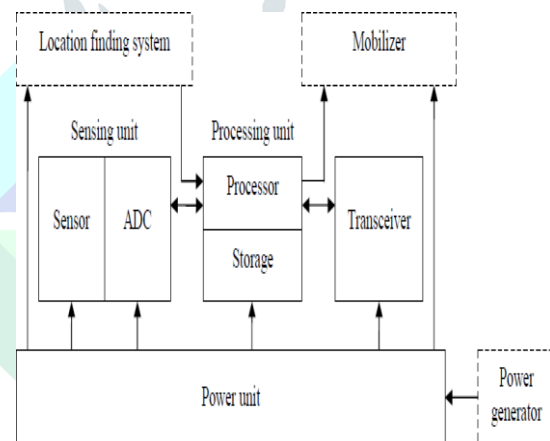 Location finding system
Mobilizer
Sensing unit
Processing unit
Sensor
ADC
Processor
Storage
Transceiver
Power unit
Power
generator